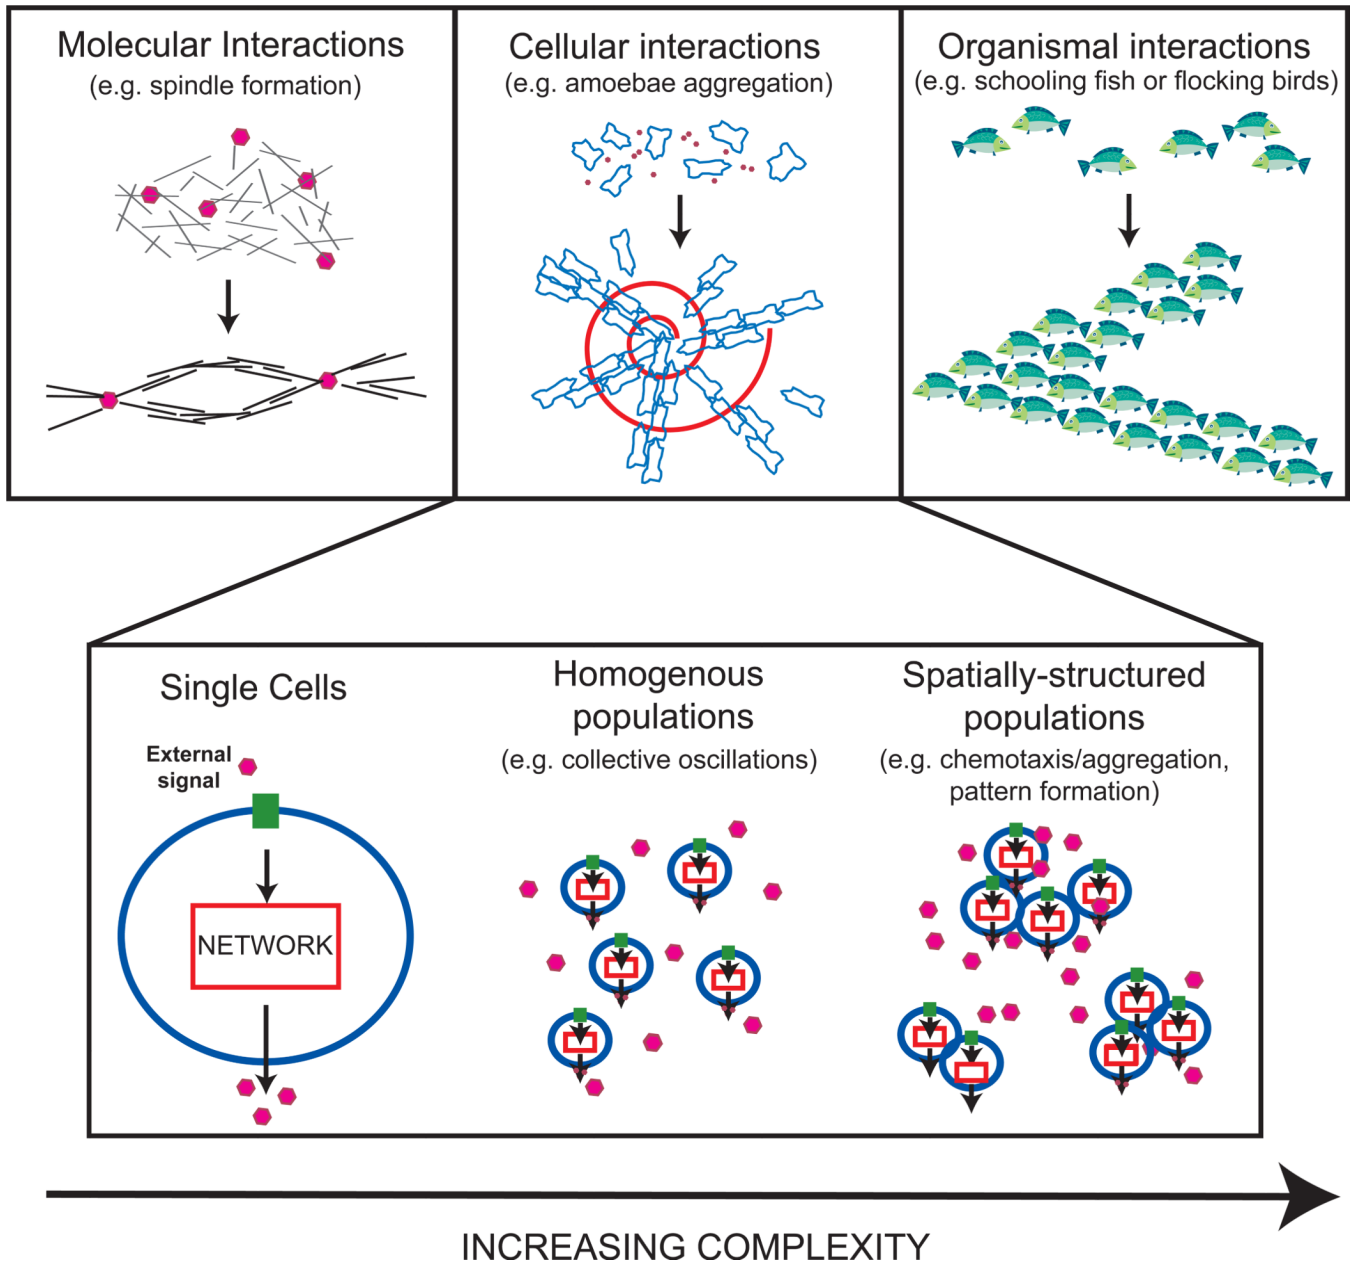 Molecular Interactions
(e.g. spindle formation)
Cellular interactions
(e.g. amoebae aggregation)
Organismal interactions
(e.g. schooling fish or flocking birds)
Single Cells
External
signal
NETWORK
Homogenous
populations
(e.g. collective oscillations)
Spatially-structured
populations
(e.g. chemotaxis/aggregation,
pattern formation)
INCREASING COMPLEXITY